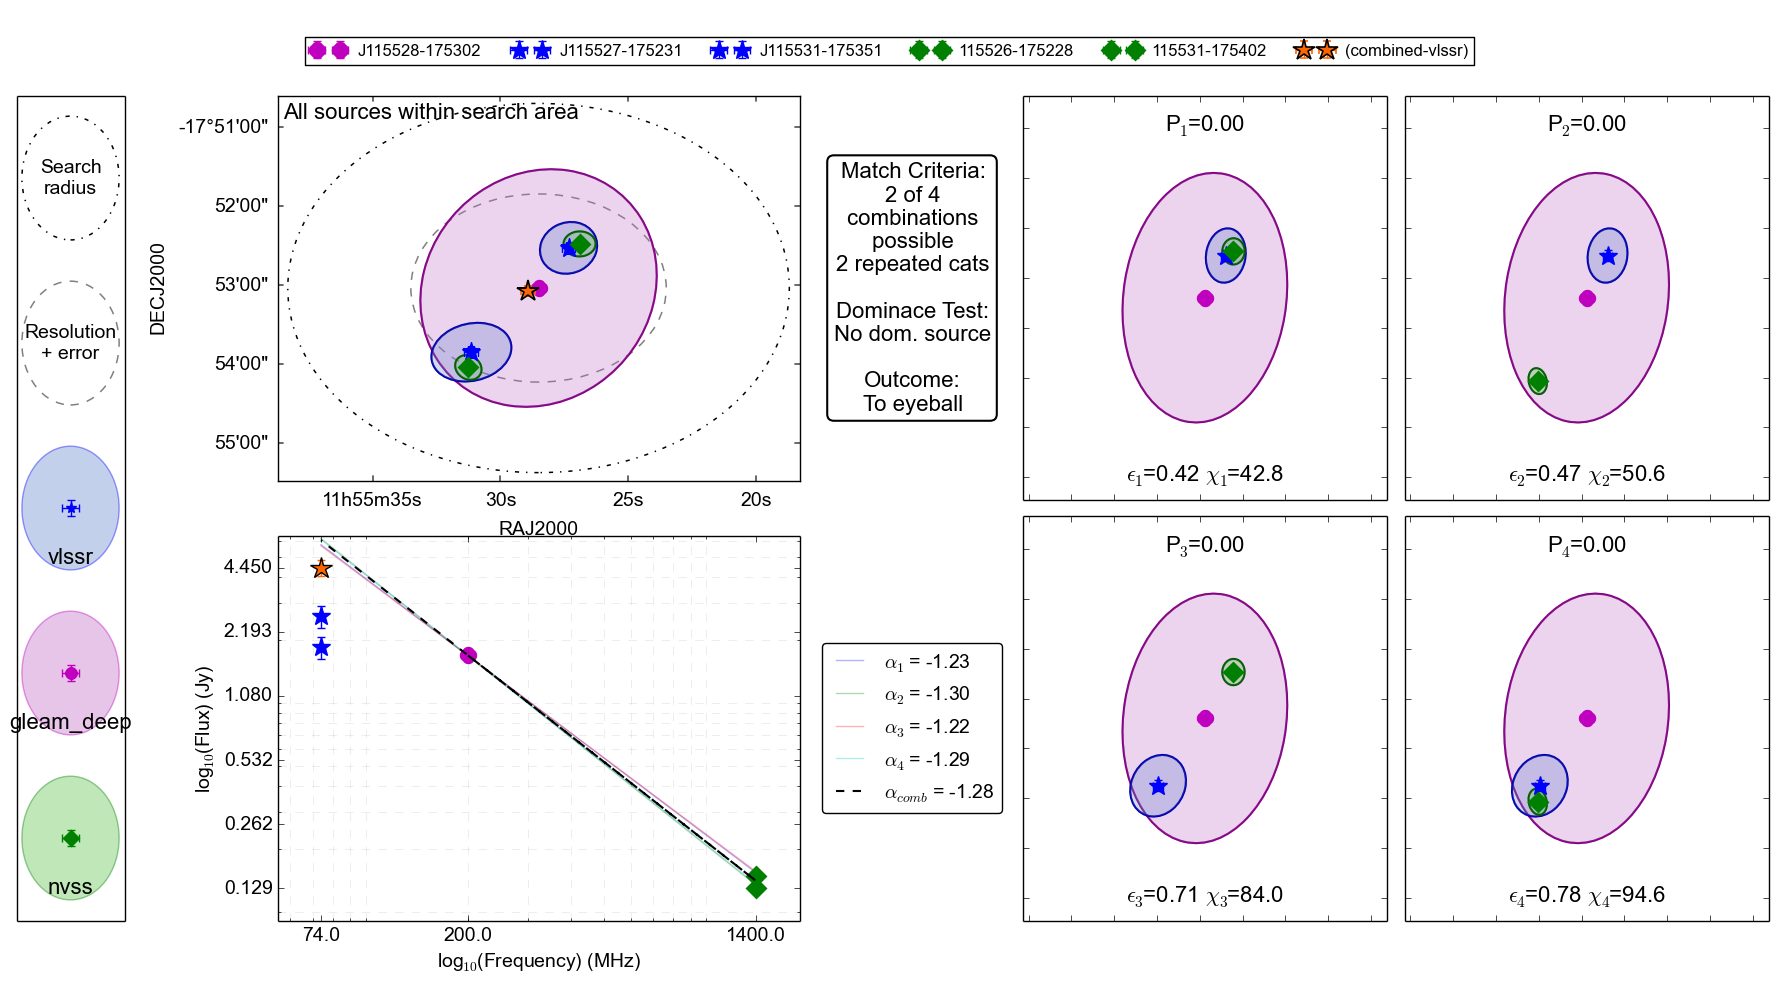 J115528-175302 J115527-175231 J115531-175351 115526-175228 115531-175402 (combined-vlssr)
Search
radius
Resolution
+ error
vlssr
gleam_deep
nvss
All sources within search area
DECJ2000
-17°51'00"
52'00"
53'00"
54'00"
55'00"
11h55m35s 30s 25s 20s
RAJ2000
Match Criteria:
2 of 4
combinations
possible
2 repeated cats
Dominace Test:
No dom. source
Outcome:
To eyeball
P1=0.00
ϵ1=0.42 χ1=42.8
P2=0.00
ϵ2=0.47 χ2=50.6
P3=0.00
ϵ3=0.71 χ3=84.0
P4=0.00
ϵ4=0.78 χ4=94.6
log10(Flux) (Jy)
4.450
2.193
1.080
0.532
0.262
0.129
74.0 200.0 1400.0
log10(Frequency) (MHz)
α1 = -1.23
α2 = -1.30
α3 = -1.22
α4 = -1.29
αcomb = -1.28